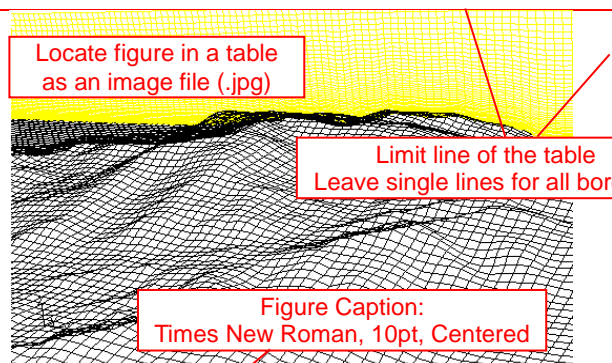 Locate figure in a table
as an image file (.jpg)
Limit line of the table
Leave single lines for all
Figure Caption:
Times New Roman, 10pt, Centered